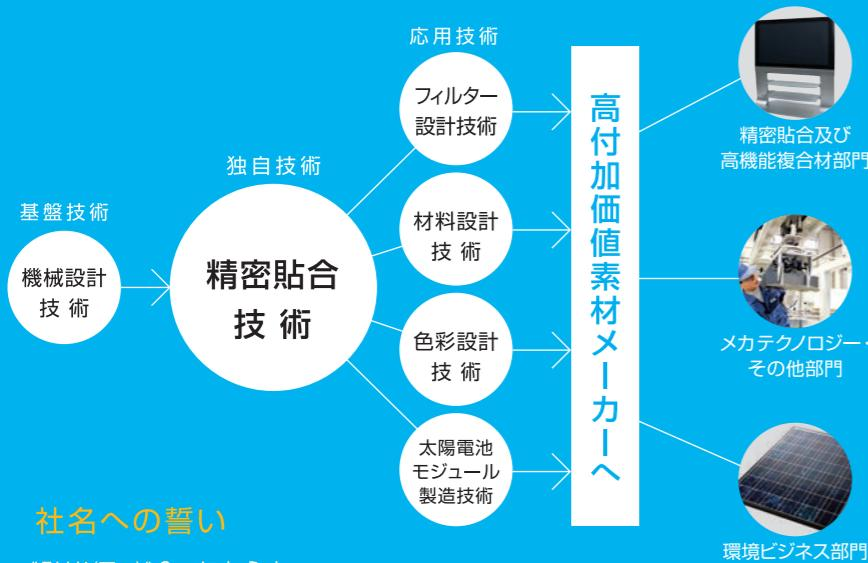 基盤技術
機械設計
技術
独自技術
精密貼合
技術
応用技術
フィルター
設計技術
材料設計
技術
色彩設計
技術
太陽電池
モジュール
製造技術
高付加価値素材メーカーへ
精密貼合及び
高機能複合材部門
メカテクノロジー・
その他部門
環境ビジネス部門
社名への誓い